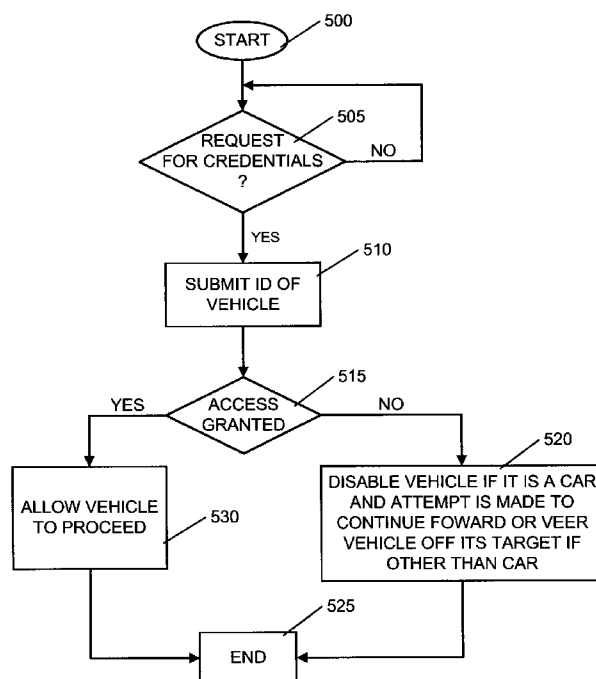 START
500
REQUEST
FOR CREDENTIALS
?
505
NO
YES
510
SUBMIT ID OF
VEHICLE
515
YES
ACCESS
GRANTED
NO
520
ALLOW VEHICLE
TO PROCEED
530
DISABLE VEHICLE IF IT IS A CAR
AND ATTEMPT IS MADE TO
CONTINUE FOWARD OR VEER
VEHICLE OFF ITS TARGET IF
OTHER THAN CAR
525
END